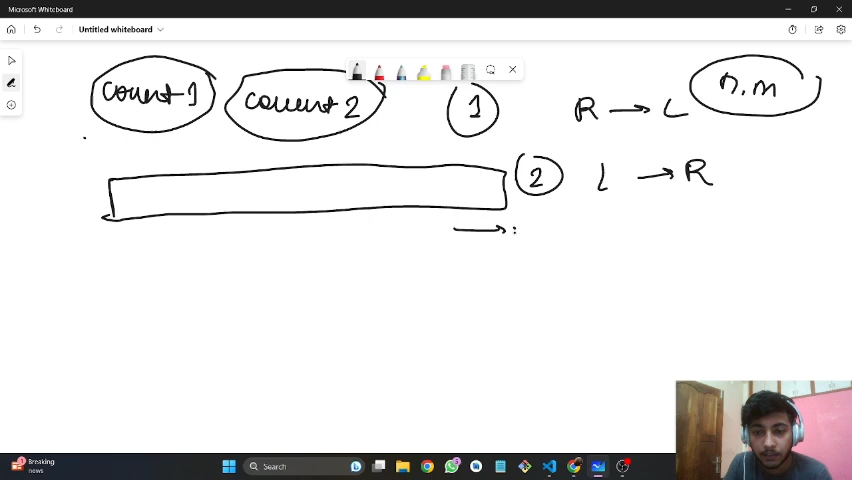 Microsoft Whiteboard
Untitled whiteboard
count 1 count 2 1 R → L n.m
2 L → R
Breaking
news
Search